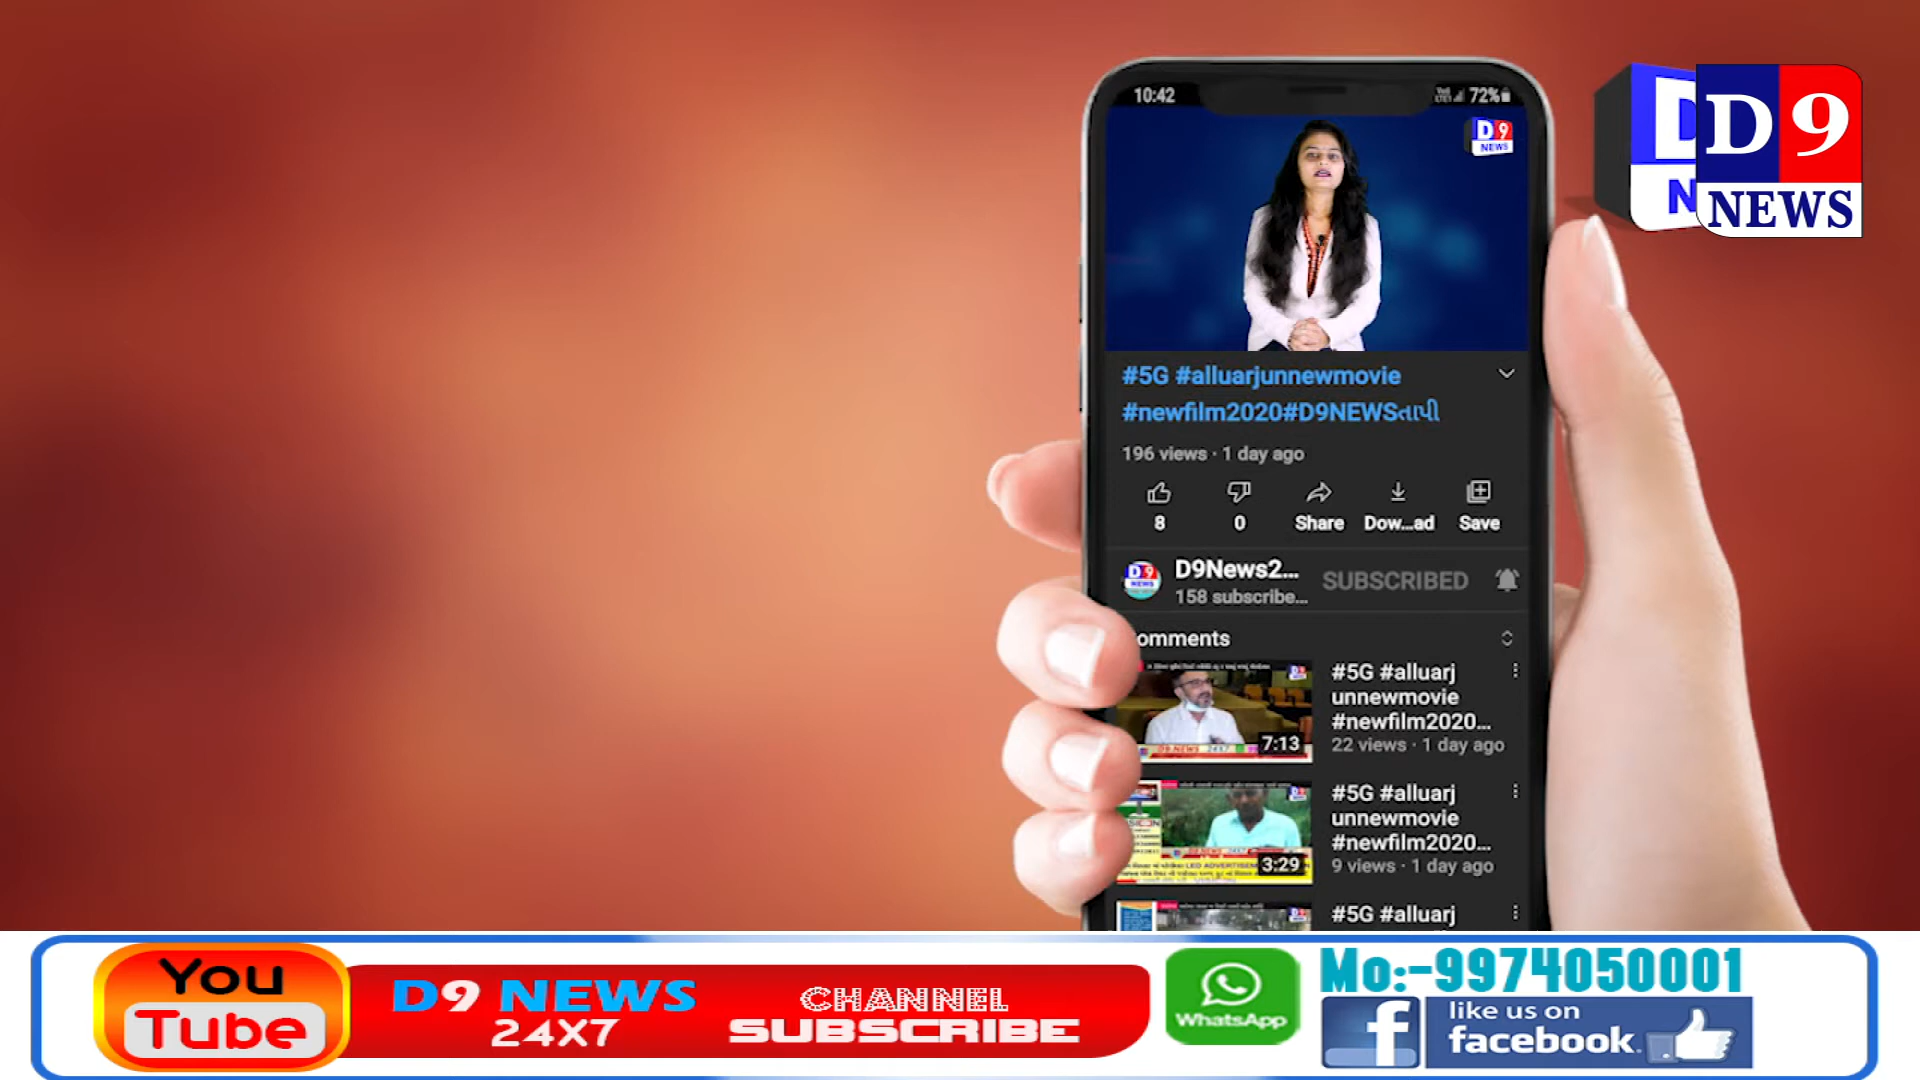 10:42
72%
D 9
NEWS
D 9
NEWS
#5G #alluarjunnewmovie
#newfilm2020#D9NEWSતાપી
196 views · 1 day ago
8
0
Share
Dow...ad
Save
D9News2...
SUBSCRIBED
158 subscribe...
omments
#5G #alluarj
unnewmovie
#newfilm2020...
22 views · 1 day ago
7:13
#5G #alluarj
unnewmovie
#newfilm2020...
9 views · 1 day ago
3:29
#5G #alluarj
You
Tube
D9 NEWS
24X7
CHANNEL
SUBSCRIBE
WhatsApp
Mo:-9974050001
f
like us on
facebook.